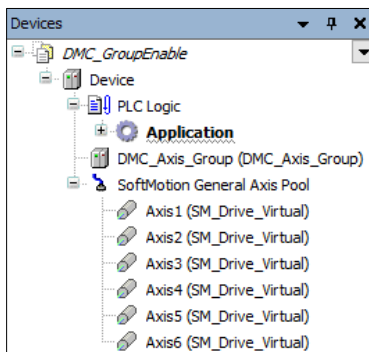 Devices
DMC_GroupEnable
Device
PLC Logic
Application
DMC_Axis_Group (DMC_Axis_Group)
SoftMotion General Axis Pool
Axis1 (SM_Drive_Virtual)
Axis2 (SM_Drive_Virtual)
Axis3 (SM_Drive_Virtual)
Axis4 (SM_Drive_Virtual)
Axis5 (SM_Drive_Virtual)
Axis6 (SM_Drive_Virtual)